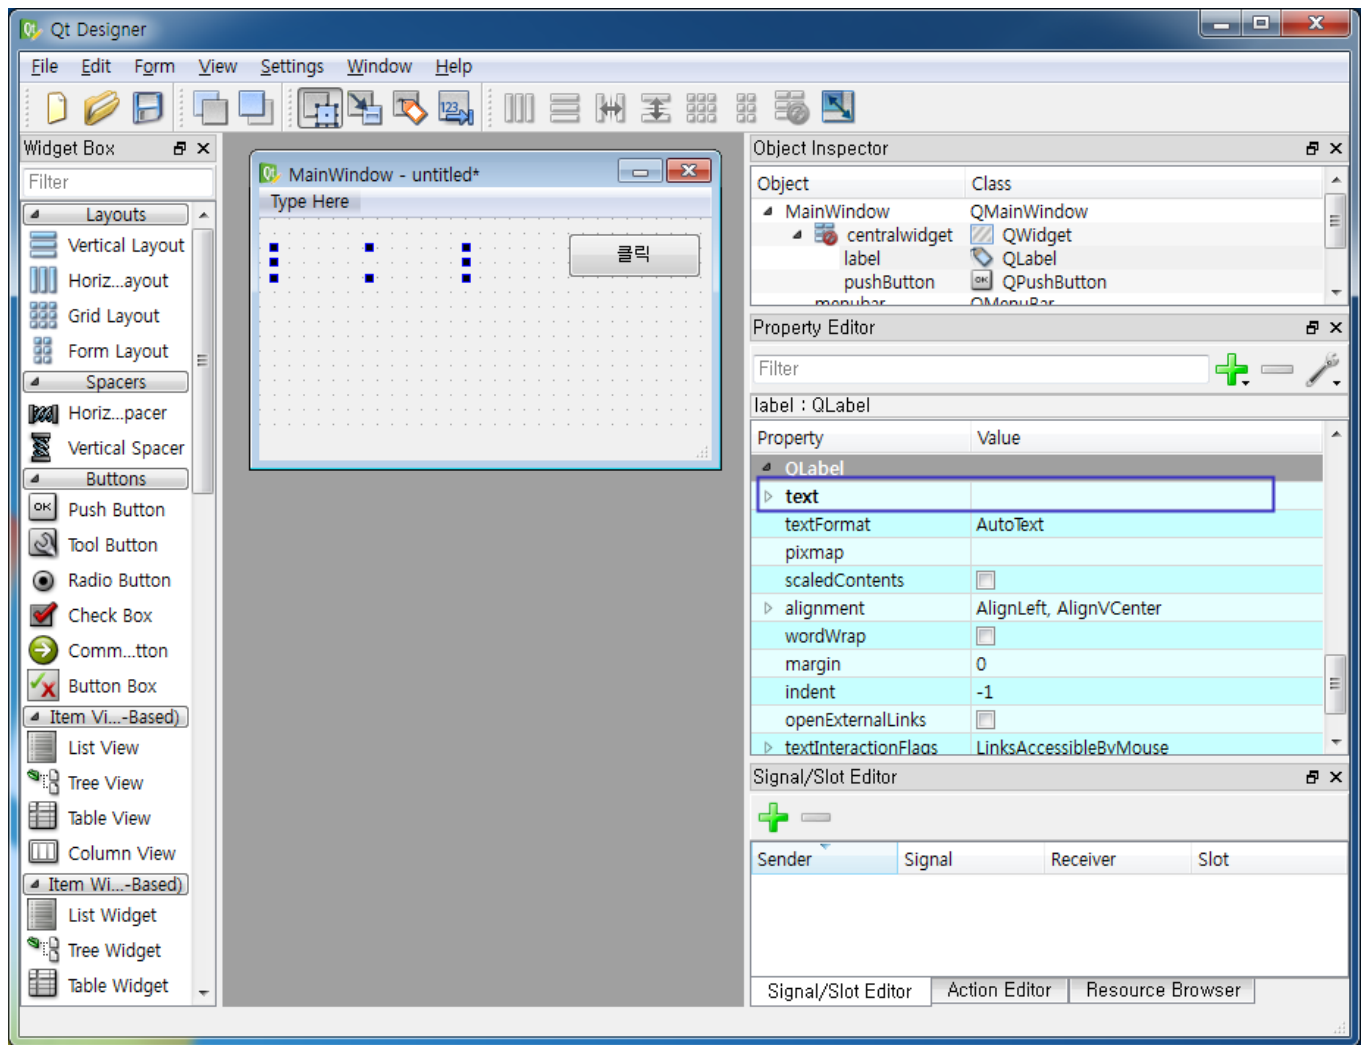 Qt Designer
File Edit Form View Settings Window Help
Widget Box
Filter
Layouts
Vertical Layout
Horiz...ayout
Grid Layout
Form Layout
Spacers
Horiz...pacer
Vertical Spacer
Buttons
Push Button
Tool Button
Radio Button
Check Box
Comm...tton
Button Box
Item Vi...-Based)
List View
Tree View
Table View
Column View
Item Wi...-Based)
List Widget
Tree Widget
Table Widget
MainWindow - untitled*
Type Here
클릭
Object Inspector
Object Class
MainWindow QMainWindow
centralwidget QWidget
label QLabel
pushButton QPushButton
menubar QMenuBar
Property Editor
Filter
label : QLabel
Property Value
QLabel
text
textFormat AutoText
pixmap
scaledContents
alignment AlignLeft, AlignVCenter
wordWrap
margin 0
indent -1
openExternalLinks
textInteractionFlags LinksAccessibleByMouse
Signal/Slot Editor
Sender Signal Receiver Slot
Signal/Slot Editor Action Editor Resource Browser